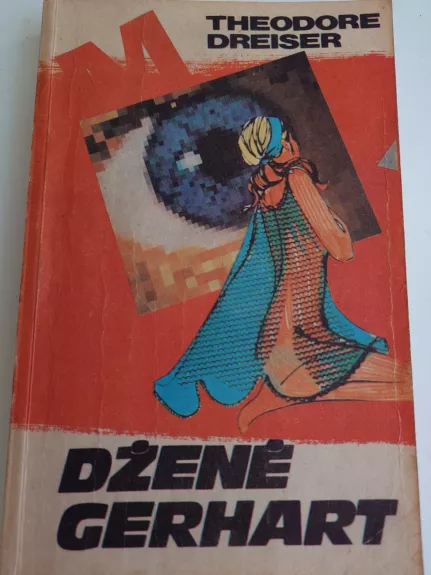 THEODORE
DREISER
M
DŽENĖ
GERHART